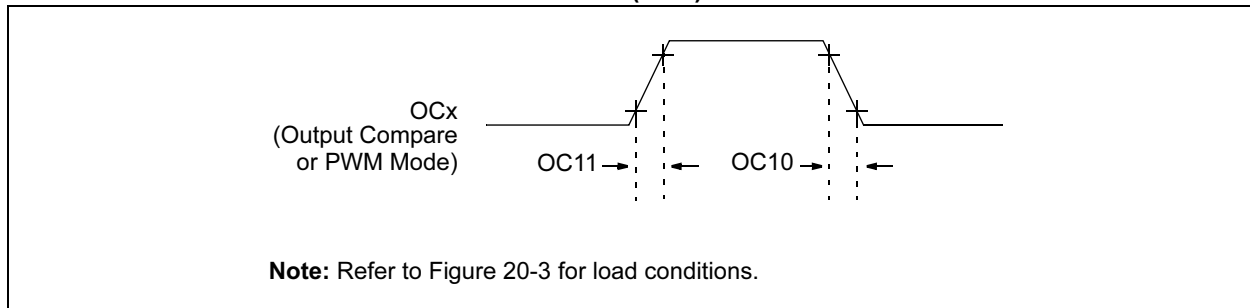 OCx
(Output Compare
or PWM Mode)
OC11
OC10
Note: Refer to Figure 20-3 for load conditions.